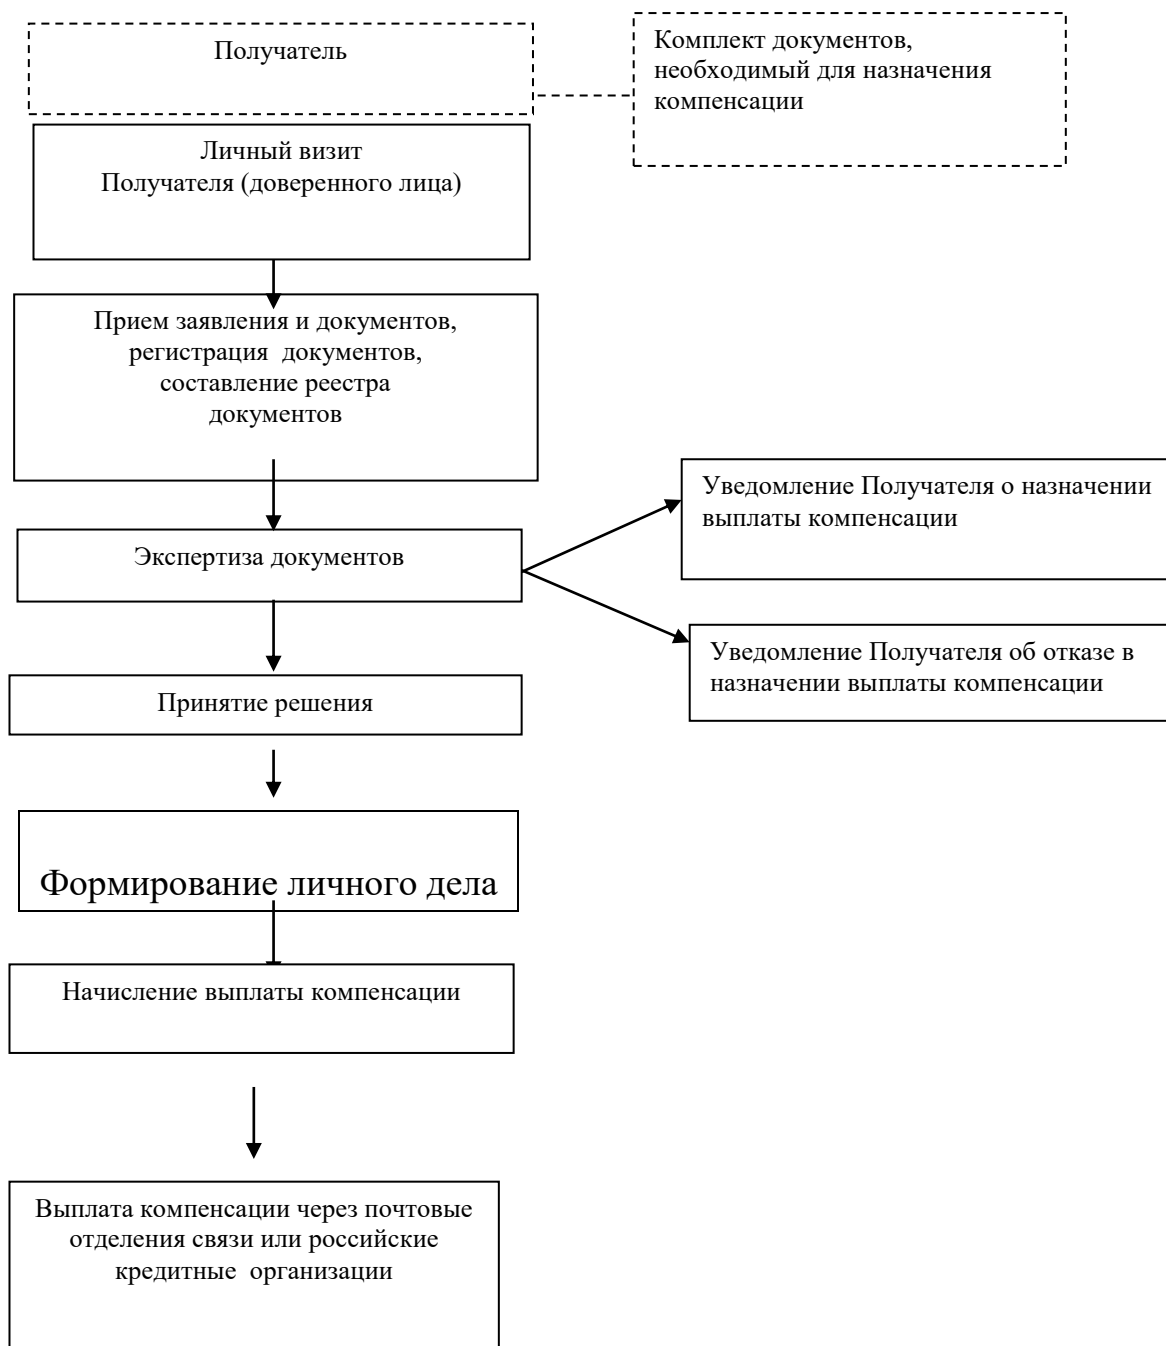 Получатель
Комплект документов,
необходимый для назначения
компенсации
Личный визит
Получателя (доверенного лица)
Прием заявления и документов,
регистрация  документов,
составление реестра
документов
Уведомление Получателя о назначении
выплаты компенсации
Экспертиза документов
Уведомление Получателя об отказе в
назначении выплаты компенсации
Принятие решения
Формирование личного дела
Начисление выплаты компенсации
Выплата компенсации через почтовые
отделения связи или российские
кредитные  организации